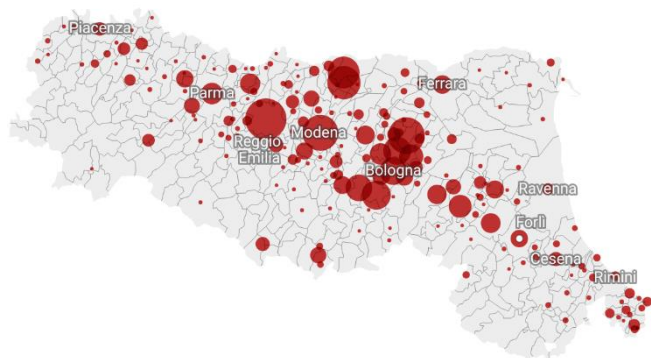 Piacenza
Parma
Ferrara
Modena
Reggio
Emilia
Bologna
Ravenna
Forlì
Cesena
Rimini